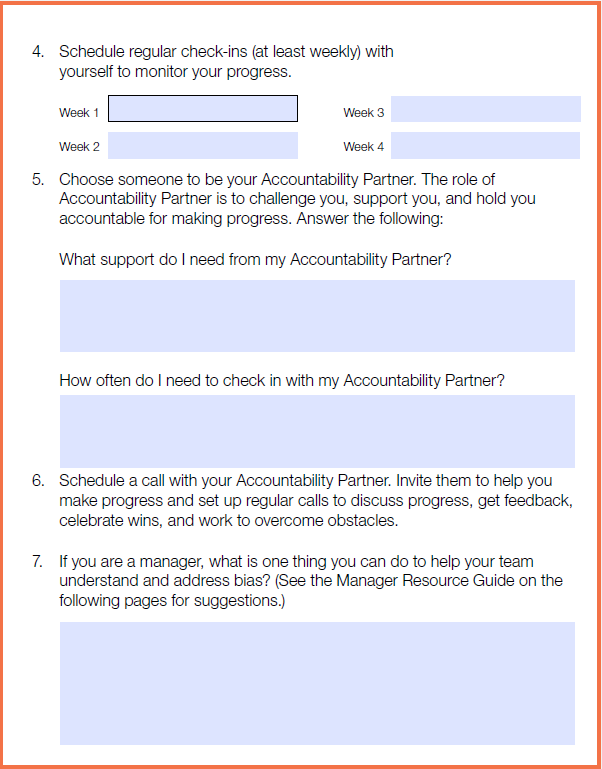 4. Schedule regular check-ins (at least weekly) with
yourself to monitor your progress.
Week 1
Week 3
Week 2
Week 4
5. Choose someone to be your Accountability Partner. The role of
Accountability Partner is to challenge you, support you, and hold you
accountable for making progress. Answer the following:
What support do I need from my Accountability Partner?
How often do I need to check in with my Accountability Partner?
6. Schedule a call with your Accountability Partner. Invite them to help you
make progress and set up regular calls to discuss progress, get feedback,
celebrate wins, and work to overcome obstacles.
7. If you are a manager, what is one thing you can do to help your team
understand and address bias? (See the Manager Resource Guide on the
following pages for suggestions.)